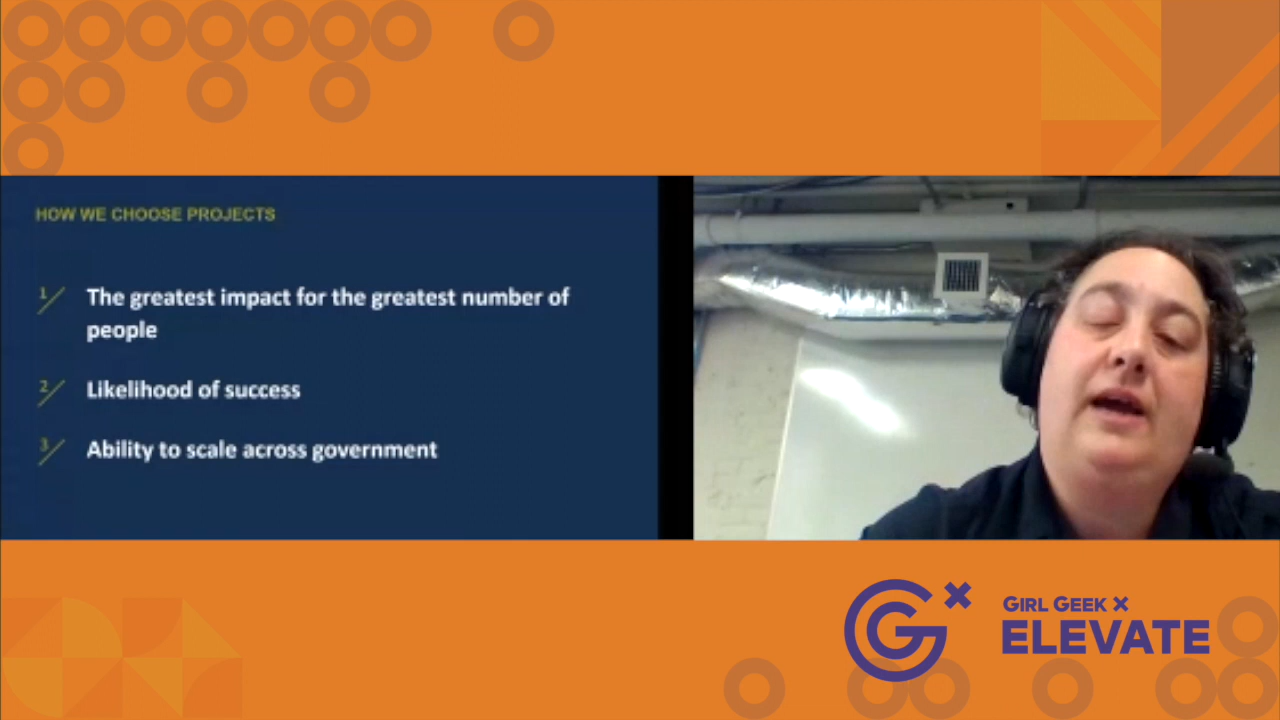 HOW WE CHOOSE PROJECTS
1/ The greatest impact for the greatest number of
people
2/ Likelihood of success
3/ Ability to scale across government
GIRL GEEK X
ELEVATE